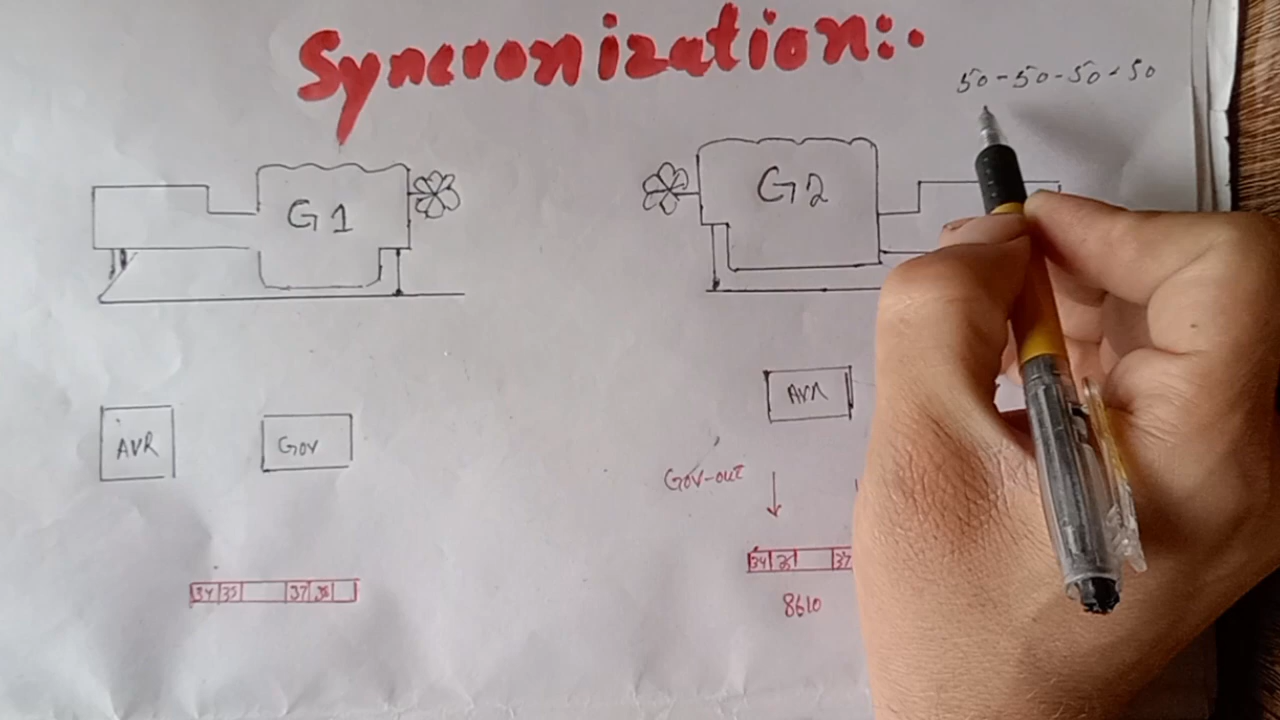 Syncronization:.
50-50-50-50
G1
G2
AVR
Gov
AVR
Gov-out
34 35 37 38
34 35 37
8610